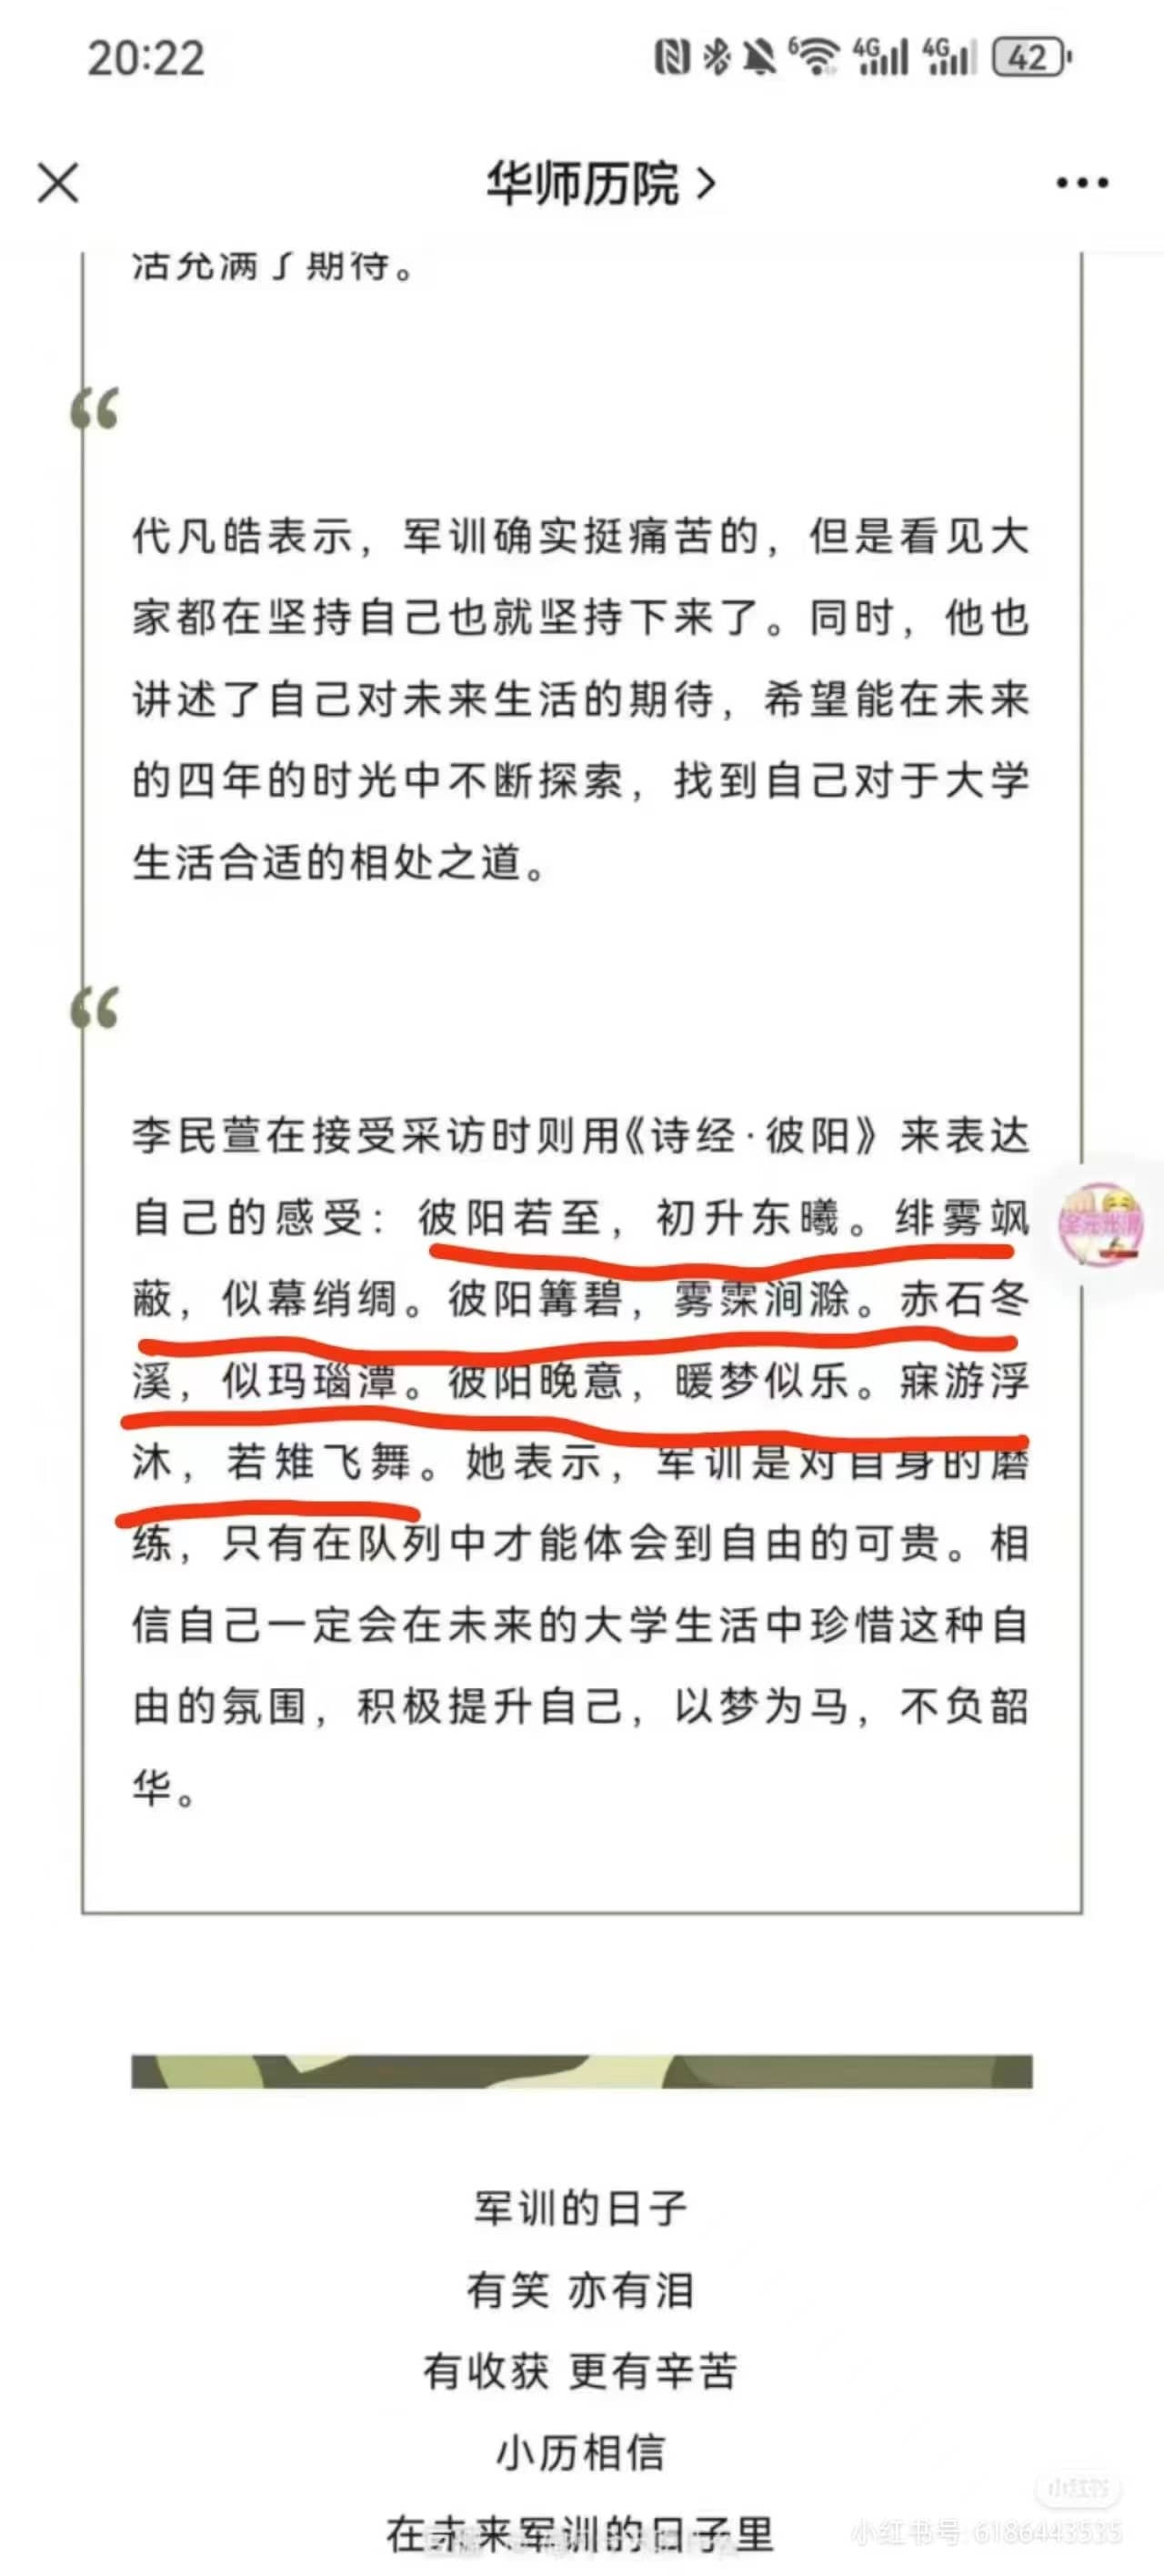 20:22
6 4G 4G 42
华师历院
活充满了期待。
代凡皓表示，军训确实挺痛苦的，但是看见大
家都在坚持自己也就坚持下来了。同时，他也
讲述了自己对未来生活的期待，希望能在未来
的四年的时光中不断探索，找到自己对于大学
生活合适的相处之道。
李民萱在接受采访时则用《诗经·彼阳》来表达
自己的感受：彼阳若至，初升东曦。绯雾飒
蔽，似幕绡绸。彼阳篝碧，雾霂涧滁。赤石冬
溪，似玛瑙潭。彼阳晚意，暖梦似乐。寐游浮
沐，若雉飞舞。她表示，军训是对自身的磨
练，只有在队列中才能体会到自由的可贵。相
信自己一定会在未来的大学生活中珍惜这种自
由的氛围，积极提升自己，以梦为马，不负韶
华。
军训的日子
有笑 亦有泪
有收获 更有辛苦
小历相信
在未来军训的日子里
小红书
小红书号: 6186443535